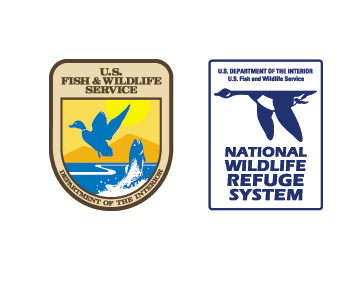 U.S.
FISH & WILDLIFE
SERVICE
DEPARTMENT OF THE INTERIOR
U.S. DEPARTMENT OF THE INTERIOR
U.S. Fish and Wildlife Service
NATIONAL
WILDLIFE
REFUGE
SYSTEM